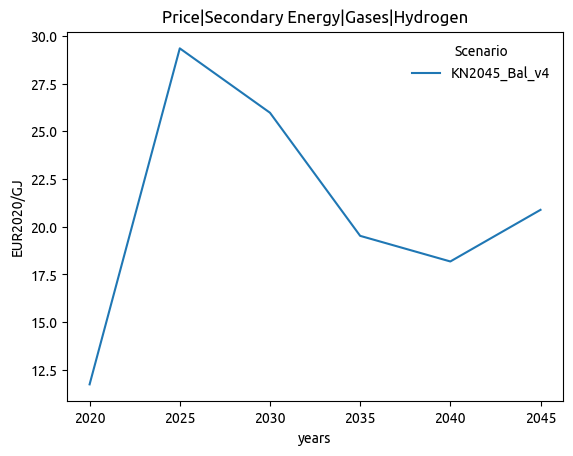 Price|Secondary Energy|Gases|Hydrogen
Scenario
KN2045_Bal_v4
EUR2020/GJ
30.0
27.5
25.0
22.5
20.0
17.5
15.0
12.5
2020 2025 2030 2035 2040 2045
years